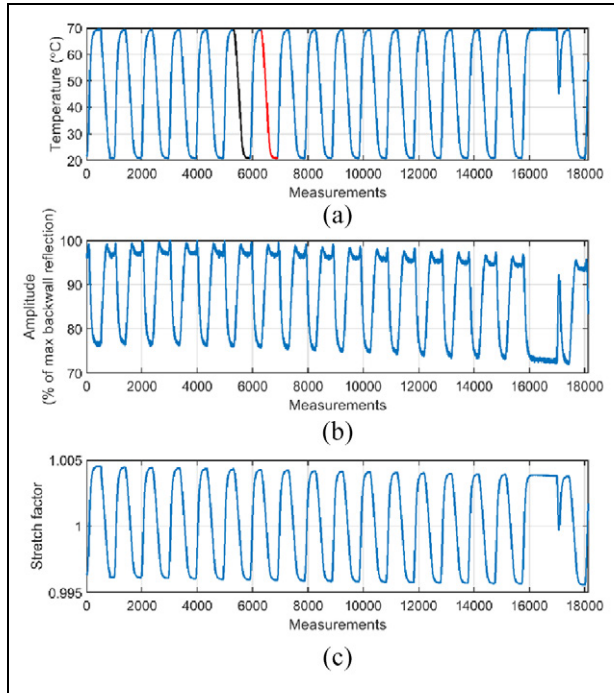 70
60
50
40
30
20
Temperature (°C)
0 2000 4000 6000 8000 10000 12000 14000 16000 18000
Measurements
(a)
100
90
80
70
Amplitude
(% of max backwall reflection)
0 2000 4000 6000 8000 10000 12000 14000 16000 18000
Measurements
(b)
1.005
1
0.995
Stretch factor
0 2000 4000 6000 8000 10000 12000 14000 16000 18000
Measurements
(c)